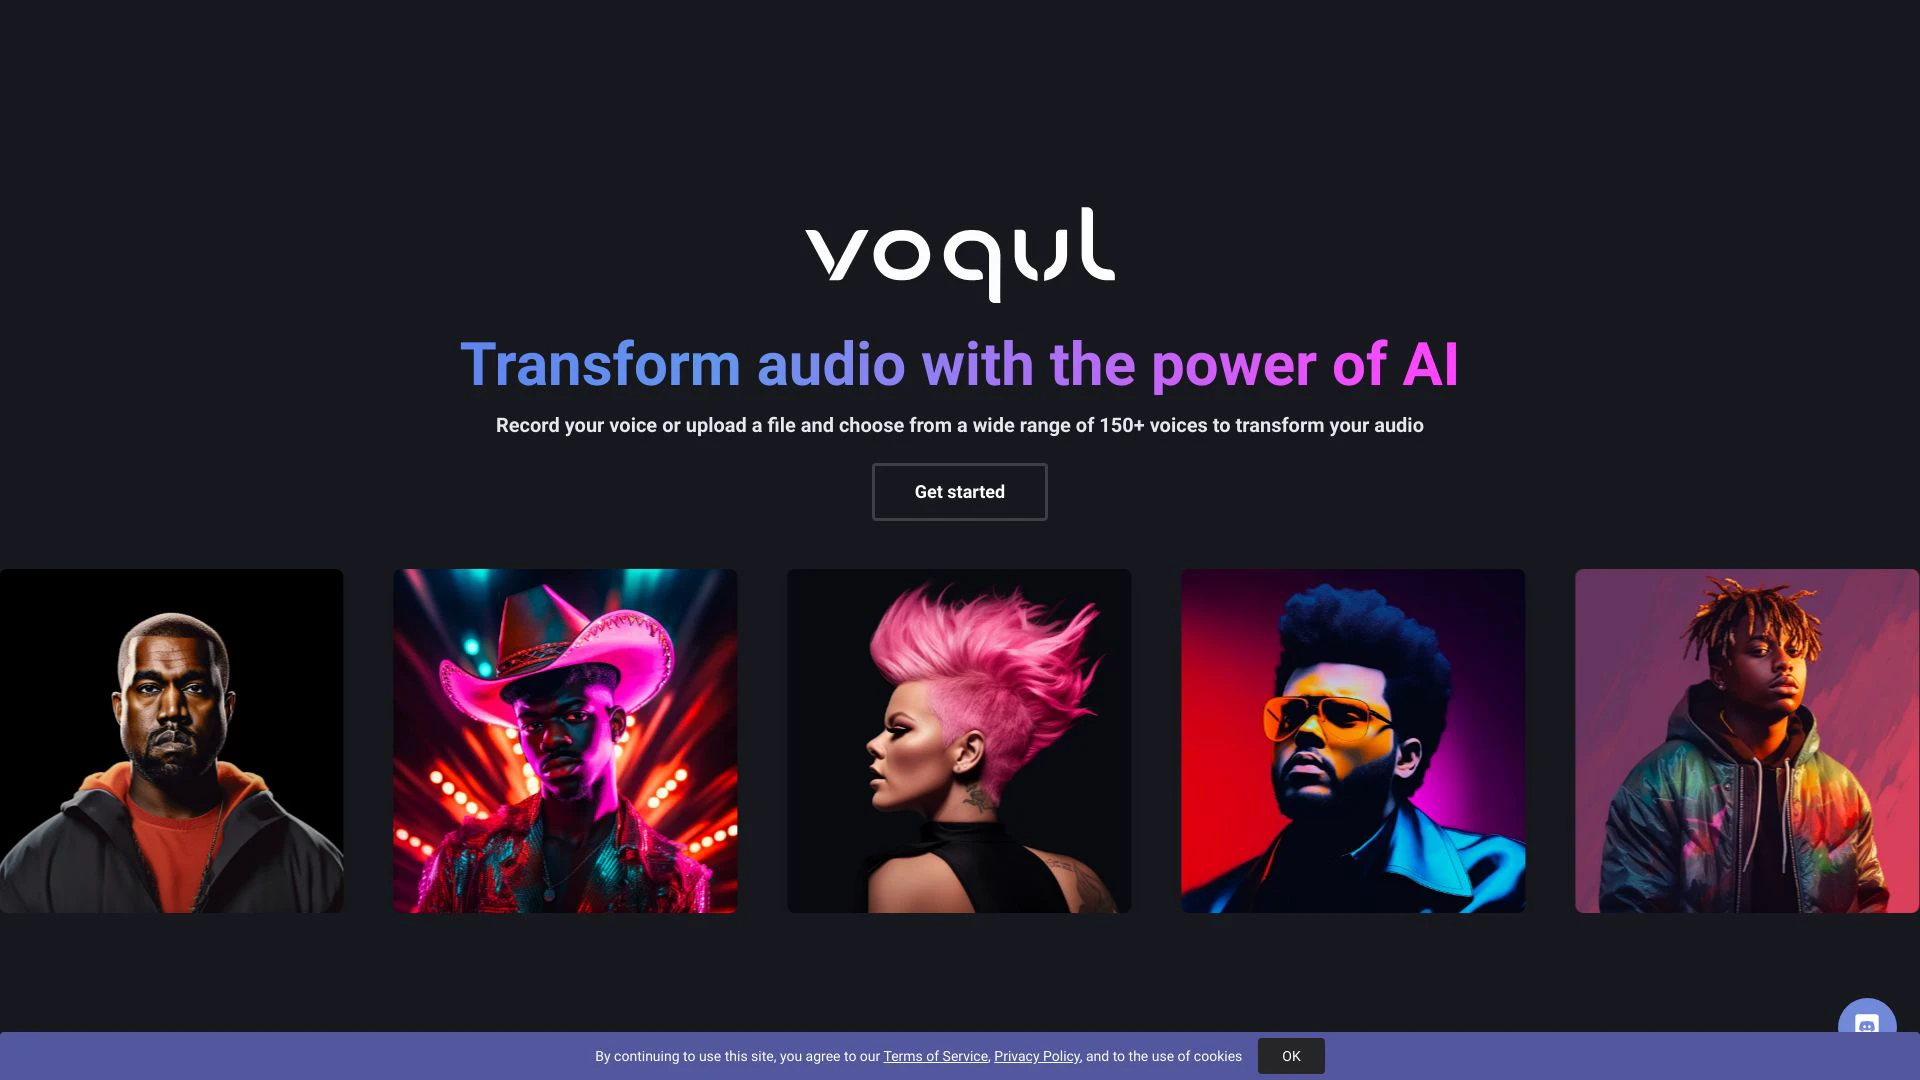 voqul
Transform audio with the power of AI
Record your voice or upload a file and choose from a wide range of 150+ voices to transform your audio
Get started
By continuing to use this site, you agree to our Terms of Service, Privacy Policy, and to the use of cookies
OK